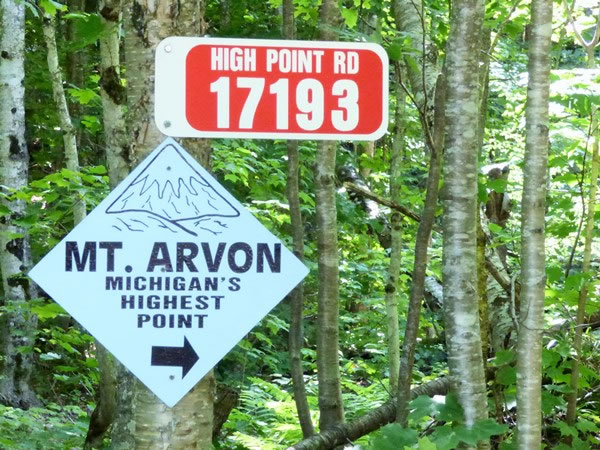 HIGH POINT RD
17193
MT. ARVON
MICHIGAN'S
HIGHEST
POINT